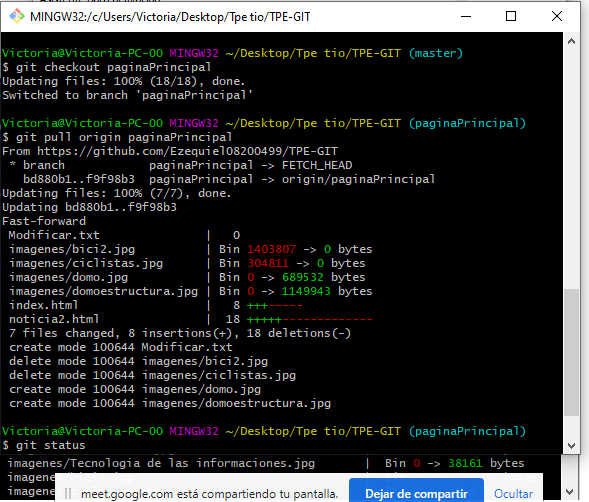 MINGW32:/c/Users/Victoria/Desktop/Tpe tio/TPE-GIT
Victoria@Victoria-PC-00 MINGW32 ~/Desktop/Tpe tio/TPE-GIT (master)
$ git checkout paginaPrincipal
Updating files: 100% (18/18), done.
Switched to branch 'paginaPrincipal'
Victoria@Victoria-PC-00 MINGW32 ~/Desktop/Tpe tio/TPE-GIT (paginaPrincipal)
$ git pull origin paginaPrincipal
From https://github.com/Ezequiel08200499/TPE-GIT
 * branch            paginaPrincipal -> FETCH_HEAD
   bd880b1..f9f98b3  paginaPrincipal -> origin/paginaPrincipal
Updating files: 100% (7/7), done.
Updating bd880b1..f9f98b3
Fast-forward
 Modificar.txt                |   0
 imagenes/bici2.jpg           | Bin 1403807 -> 0 bytes
 imagenes/ciclistas.jpg       | Bin 304811 -> 0 bytes
 imagenes/domo.jpg            | Bin 0 -> 689532 bytes
 imagenes/domoestructura.jpg | Bin 0 -> 1149943 bytes
 index.html                   |   8 +++-----
 noticia2.html                |  18 +++++-------------
 7 files changed, 8 insertions(+), 18 deletions(-)
 create mode 100644 Modificar.txt
 delete mode 100644 imagenes/bici2.jpg
 delete mode 100644 imagenes/ciclistas.jpg
 create mode 100644 imagenes/domo.jpg
 create mode 100644 imagenes/domoestructura.jpg
Victoria@Victoria-PC-00 MINGW32 ~/Desktop/Tpe tio/TPE-GIT (paginaPrincipal)
$ git status
imagenes/Tecnologia de las informaciones.jpg | Bin 0 -> 38161 bytes
meet.google.com está compartiendo tu pantalla. Dejar de compartir Ocultar